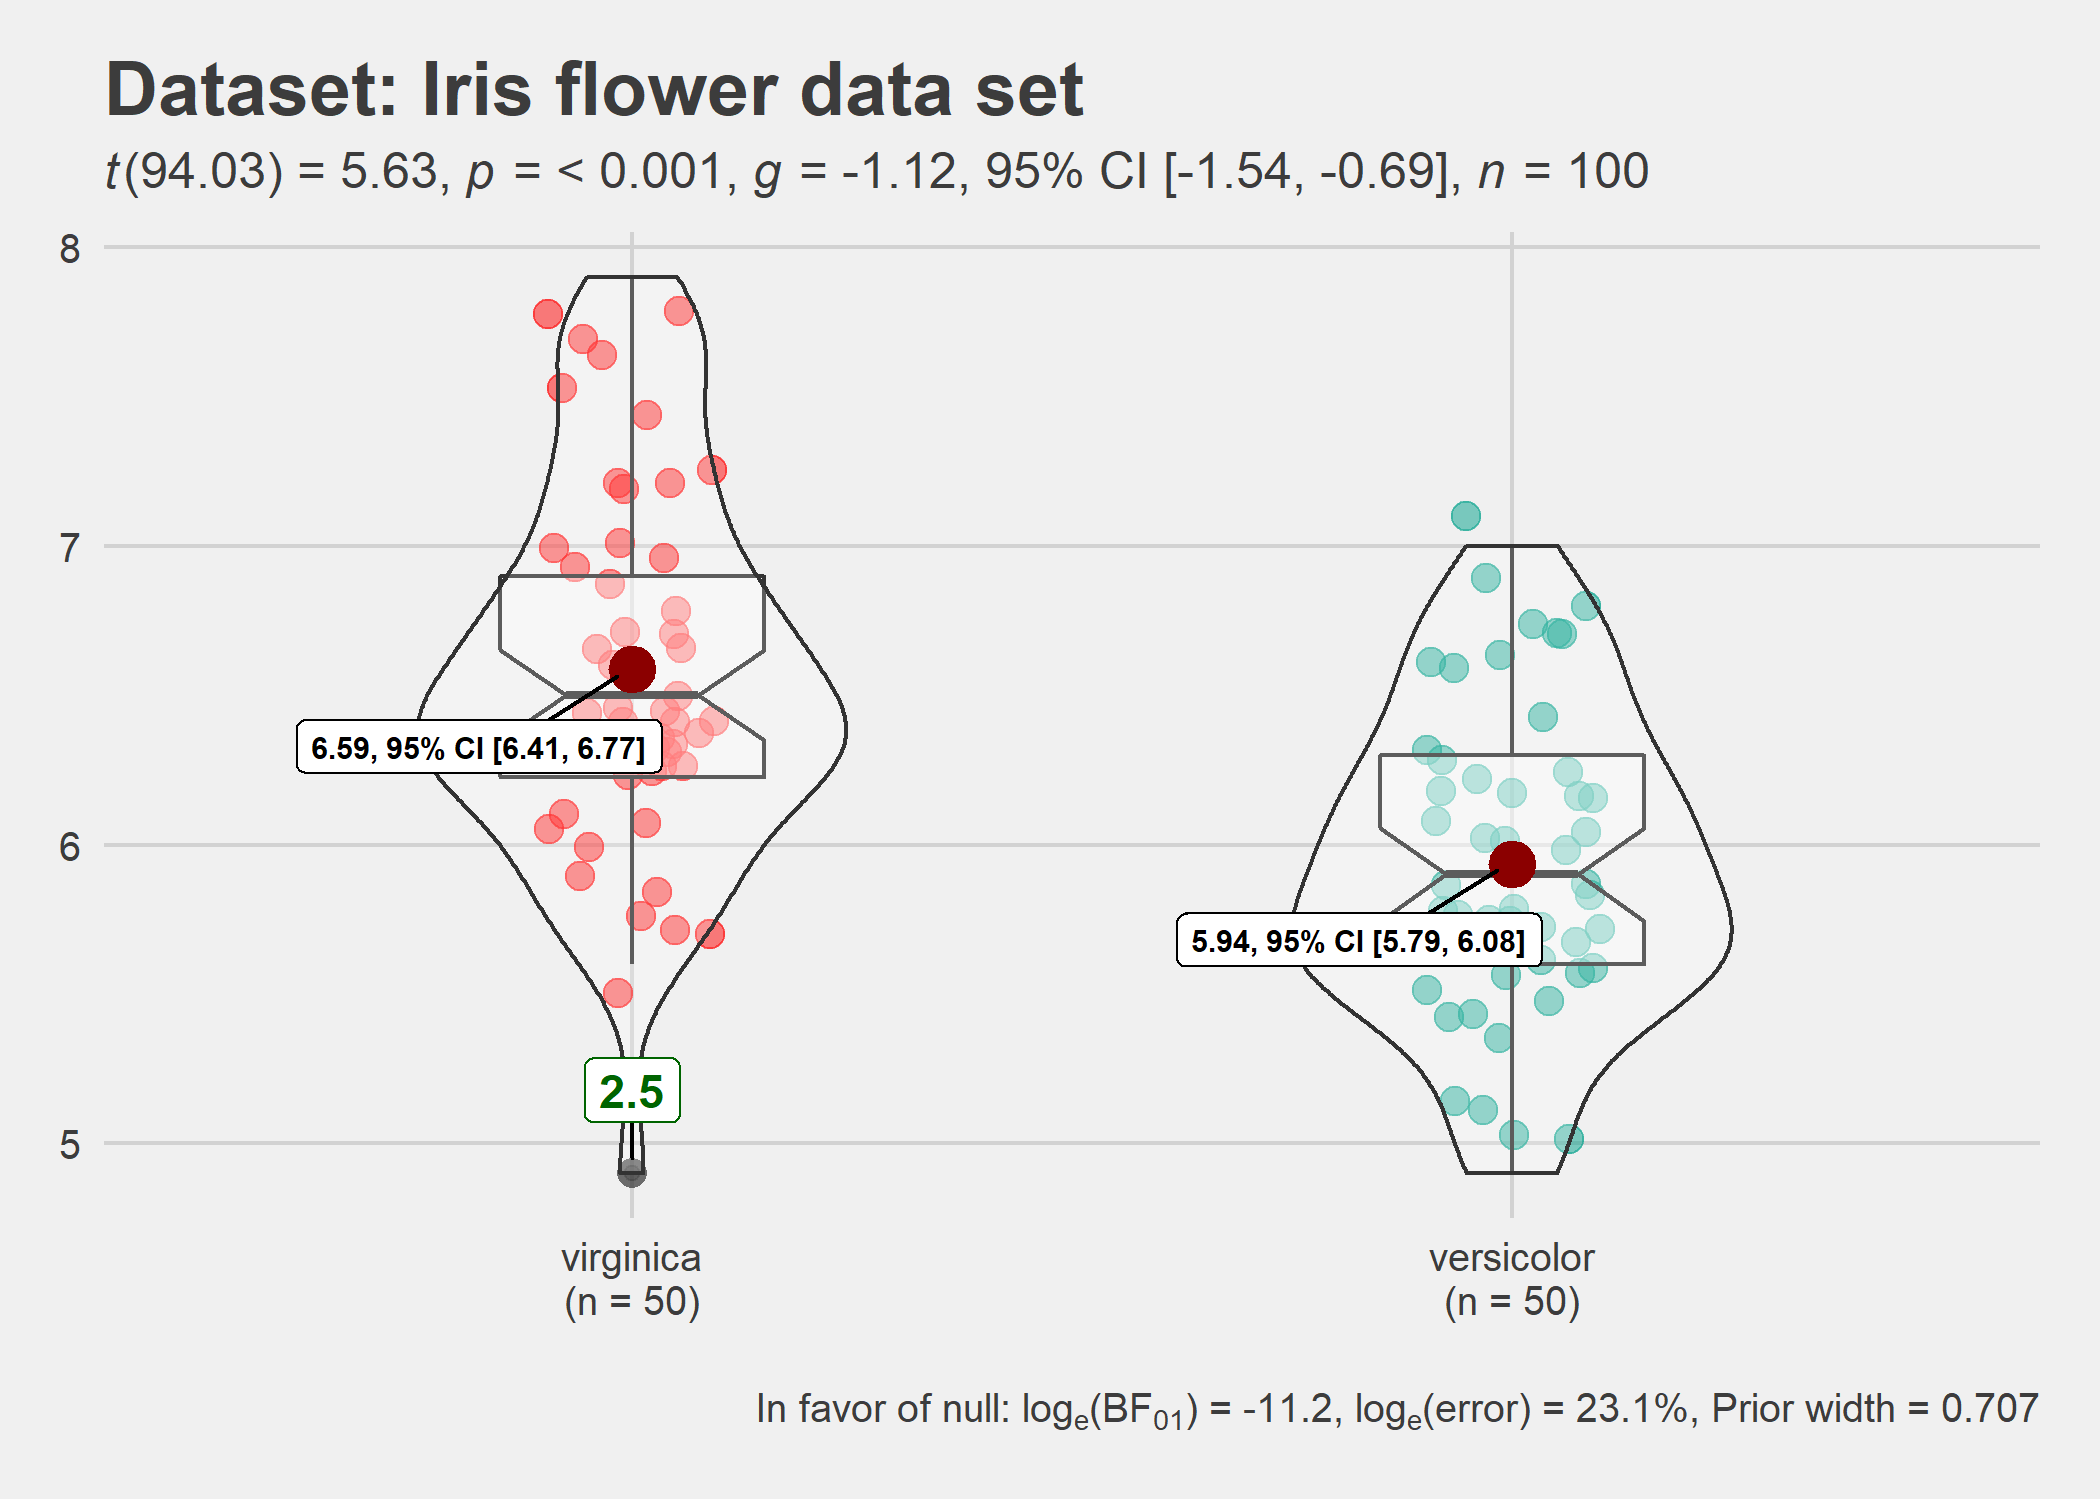 Dataset: Iris flower data set
t(94.03) = 5.63, p = < 0.001, g = -1.12, 95% CI [-1.54, -0.69], n = 100
8
7
6
5
6.59, 95% CI [6.41, 6.77]
5.94, 95% CI [5.79, 6.08]
2.5
virginica
(n = 50)
versicolor
(n = 50)
In favor of null: logₑ(BF₀₁) = -11.2, logₑ(error) = 23.1%, Prior width = 0.707